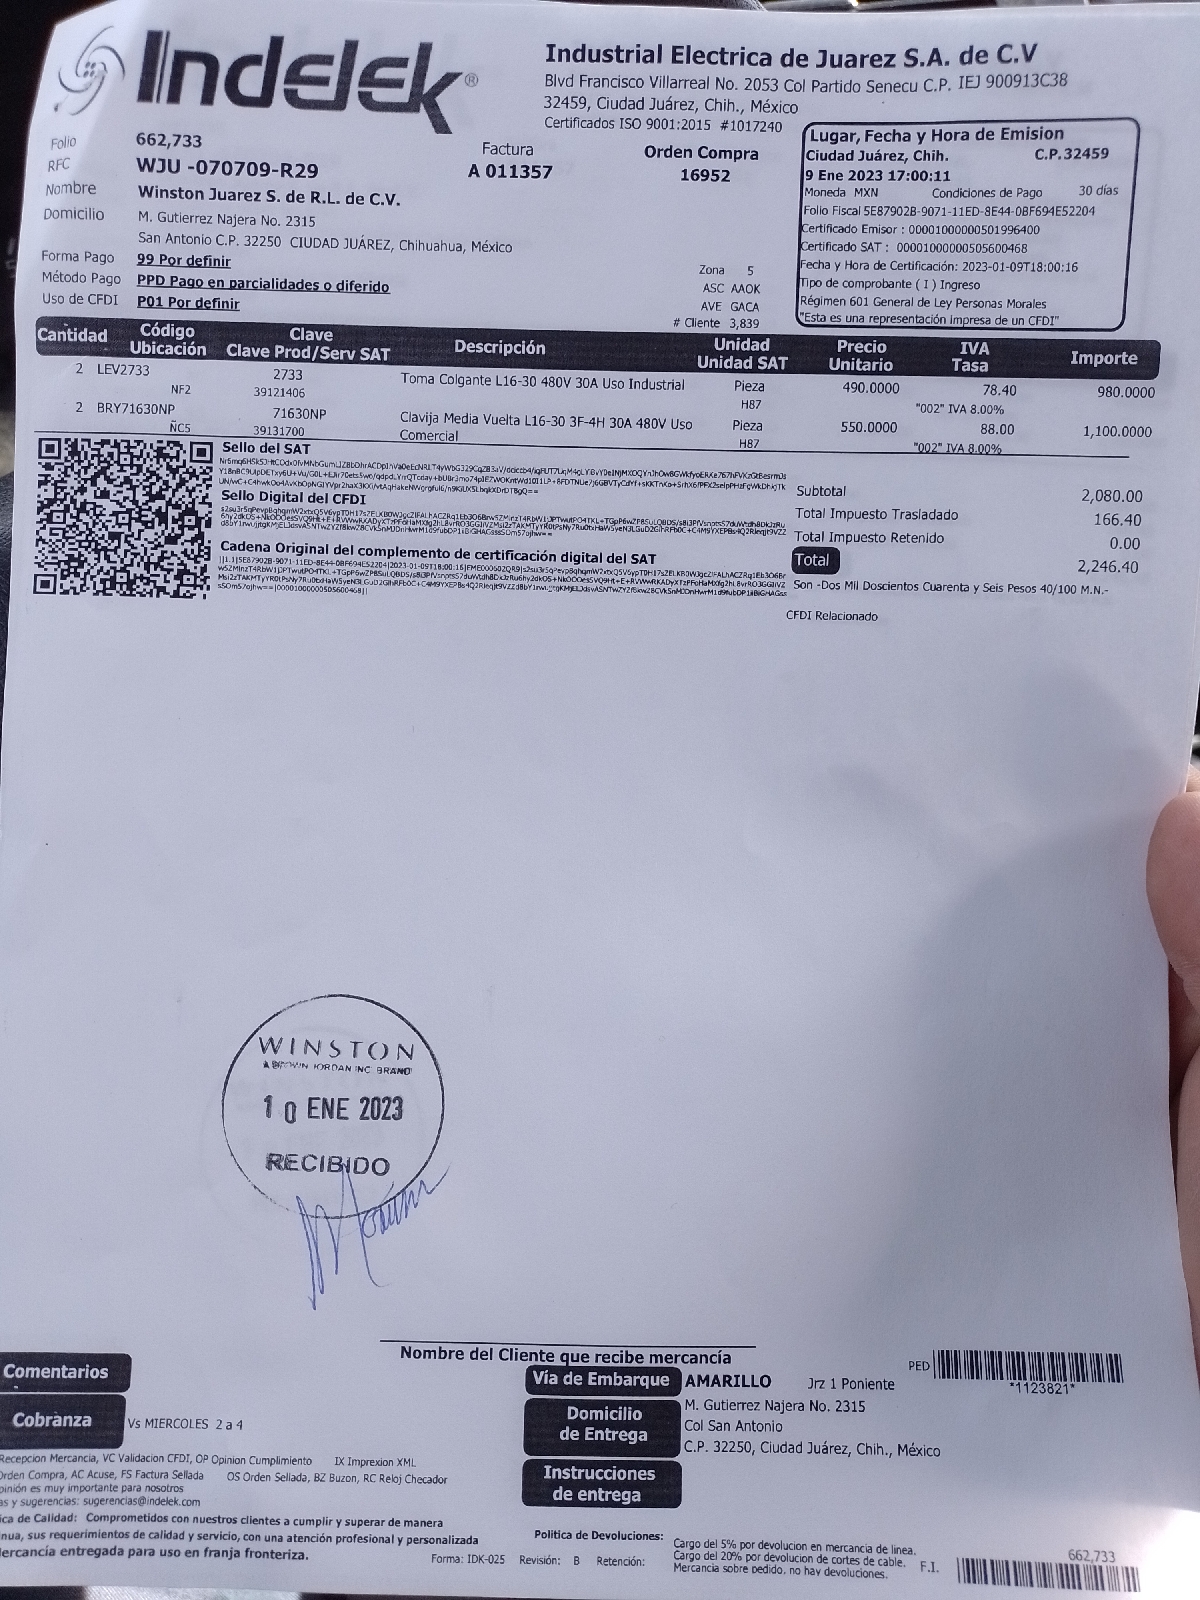 Indelek®
Industrial Electrica de Juarez S.A. de C.V
Blvd Francisco Villarreal No. 2053 Col Partido Senecu C.P. IEJ 900913C38
32459, Ciudad Juárez, Chih., México
Certificados ISO 9001:2015 #1017240
Folio 662,733
RFC WJU -070709-R29
Nombre Winston Juarez S. de R.L. de C.V.
Domicilio M. Gutierrez Najera No. 2315
San Antonio C.P. 32250 CIUDAD JUÁREZ, Chihuahua, México
Forma Pago 99 Por definir
Método Pago PPD Pago en parcialidades o diferido
Uso de CFDI P01 Por definir
Factura
A 011357
Orden Compra
16952
Zona 5
ASC AAOK
AVE GACA
# Cliente 3,839
Lugar, Fecha y Hora de Emision
Ciudad Juárez, Chih. C.P.32459
9 Ene 2023 17:00:11
Moneda MXN Condiciones de Pago 30 días
Folio Fiscal 5E87902B-9071-11ED-8E44-0BF694E52204
Certificado Emisor : 00001000000501996400
Certificado SAT : 00001000000505600468
Fecha y Hora de Certificación: 2023-01-09T18:00:16
Tipo de comprobante ( I ) Ingreso
Régimen 601 General de Ley Personas Morales
"Esta es una representación impresa de un CFDI"
Cantidad Código Ubicación Clave Clave Prod/Serv SAT Descripción Unidad Unidad SAT Precio Unitario IVA Tasa Importe
2 LEV2733 2733 Toma Colgante L16-30 480V 30A Uso Industrial Pieza 490.0000 78.40 980.0000
NF2 39121406 H87 "002" IVA 8.00%
2 BRY71630NP 71630NP Clavija Media Vuelta L16-30 3F-4H 30A 480V Uso Pieza 550.0000 88.00 1,100.0000
ÑC5 39131700 Comercial H87 "002" IVA 8.00%
Sello del SAT
Sello Digital del CFDI
Cadena Original del complemento de certificación digital del SAT
Subtotal 2,080.00
Total Impuesto Trasladado 166.40
Total Impuesto Retenido 0.00
Total 2,246.40
Son -Dos Mil Doscientos Cuarenta y Seis Pesos 40/100 M.N.-
CFDI Relacionado
WINSTON
A BROWN JORDAN INC BRAND
10 ENE 2023
RECIBIDO
Nombre del Cliente que recibe mercancía
Comentarios
Cobranza Vs MIERCOLES 2 a 4
Vía de Embarque AMARILLO Jrz 1 Poniente
PED *1123821*
Domicilio de Entrega
M. Gutierrez Najera No. 2315
Col San Antonio
C.P. 32250, Ciudad Juárez, Chih., México
Instrucciones de entrega
Recepcion Mercancia, VC Validacion CFDI, OP Opinion Cumplimiento IX Imprexion XML
Orden Compra, AC Acuse, FS Factura Sellada OS Orden Sellada, BZ Buzon, RC Reloj Checador
pinión es muy importante para nosotros
as y sugerencias: sugerencias@indelek.com
ica de Calidad: Comprometidos con nuestros clientes a cumplir y superar de manera
nua, sus requerimientos de calidad y servicio, con una atención profesional y personalizada
Mercancía entregada para uso en franja fronteriza.
Forma: IDK-025 Revisión: B Retención:
Politica de Devoluciones:
Cargo del 5% por devolucion en mercancia de linea.
Cargo del 20% por devolucion de cortes de cable.
Mercancia sobre pedido, no hay devoluciones.
F.I. 662,733